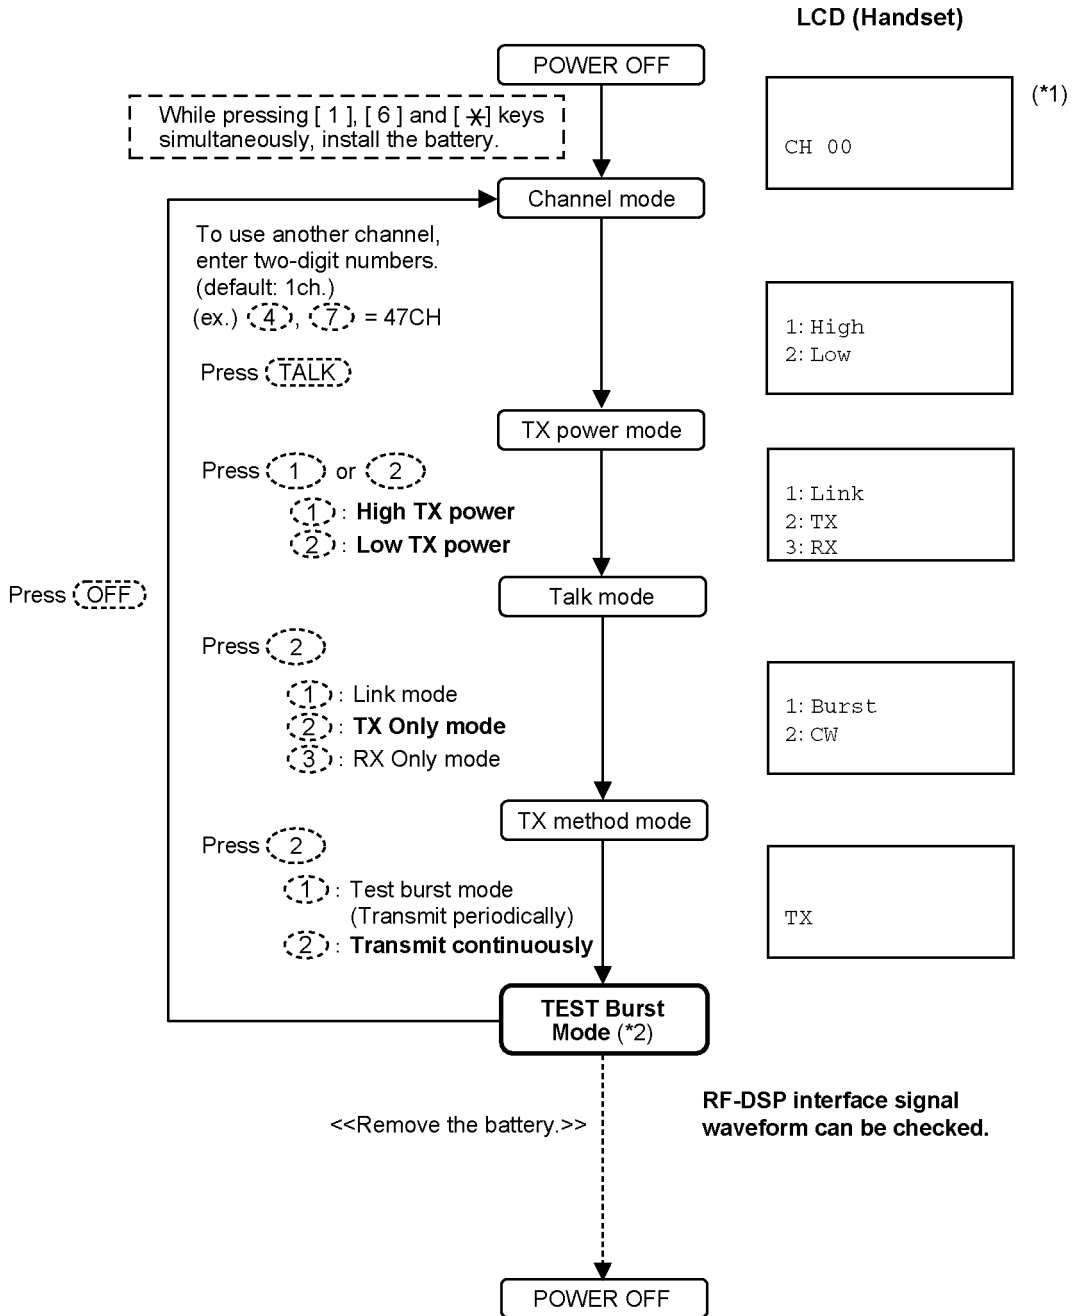 LCD (Handset)
POWER OFF
(*1)
While pressing [ 1 ], [ 6 ] and [ * ] keys
simultaneously, install the battery.
CH 00
Channel mode
To use another channel,
enter two-digit numbers.
(default: 1ch.)
(ex.) 4, 7 = 47CH
1: High
2: Low
Press TALK
TX power mode
Press 1 or 2
1 : High TX power
2 : Low TX power
1: Link
2: TX
3: RX
Press OFF
Talk mode
Press 2
1 : Link mode
2 : TX Only mode
3 : RX Only mode
1: Burst
2: CW
TX method mode
Press 2
1 : Test burst mode
(Transmit periodically)
2 : Transmit continuously
TX
TEST Burst
Mode (*2)
<<Remove the battery.>>
RF-DSP interface signal
waveform can be checked.
POWER OFF